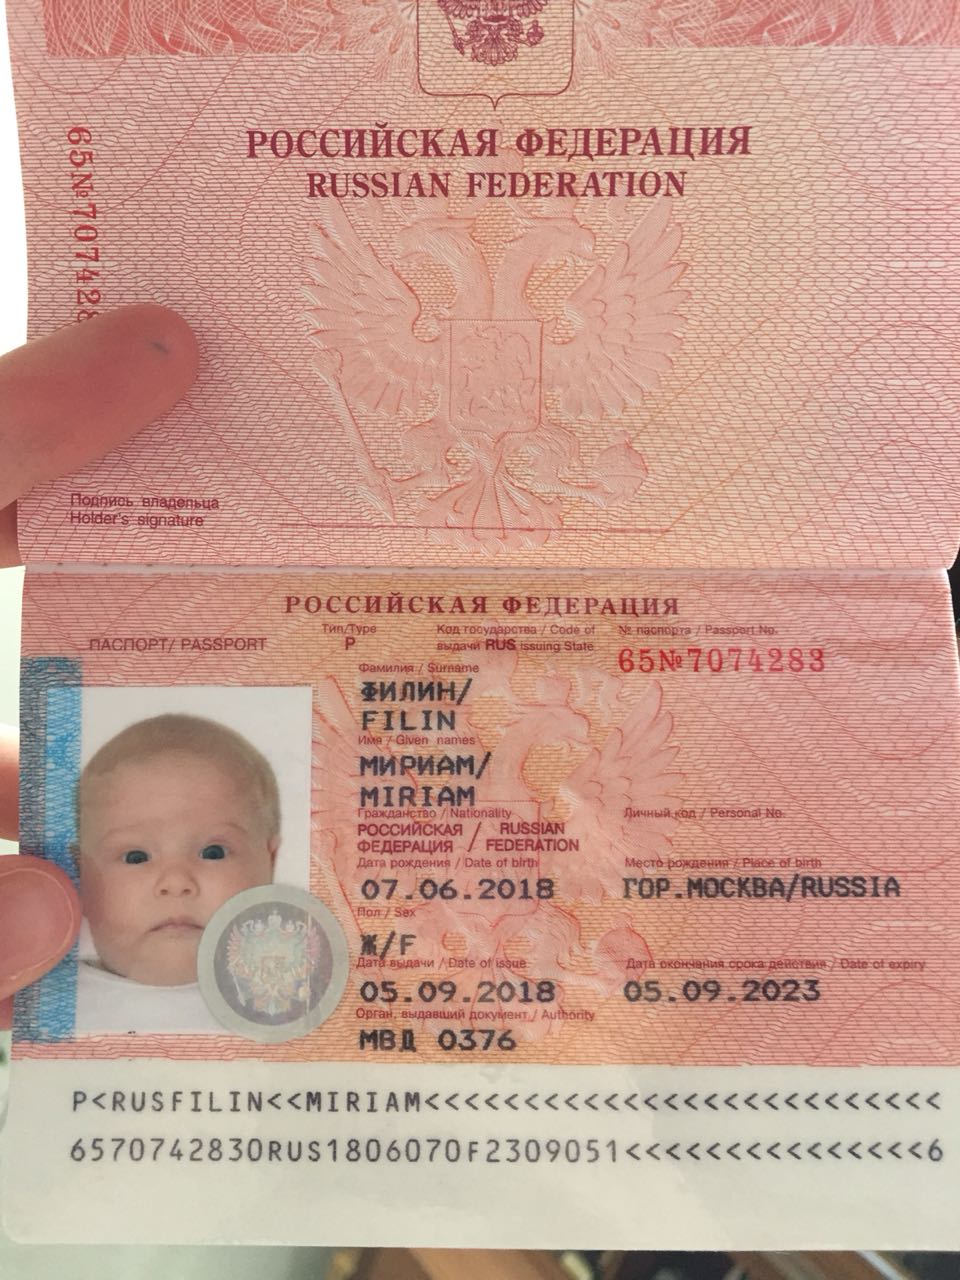 РОССИЙСКАЯ ФЕДЕРАЦИЯ
RUSSIAN FEDERATION
65№707428
Подпись владельца
Holder's signature
РОССИЙСКАЯ ФЕДЕРАЦИЯ
ПАСПОРТ/ PASSPORT
Тип/Type
P
Код государства / Code of
выдачи RUS issuing State
№ паспорта / Passport No.
65№7074283
Фамилия / Surname
ФИЛИН/
FILIN
Имя / Given names
МИРИАМ/
MIRIAM
Гражданство / Nationality
РОССИЙСКАЯ / RUSSIAN
ФЕДЕРАЦИЯ / FEDERATION
Личный код / Personal No.
Дата рождения / Date of birth
07.06.2018
Место рождения / Place of birth
ГОР.МОСКВА/RUSSIA
Пол / Sex
Ж/F
Дата выдачи / Date of issue
05.09.2018
Дата окончания срока действия / Date of expiry
05.09.2023
Орган, выдавший документ / Authority
МВД 0376
P<RUSFILIN<<MIRIAM<<<<<<<<<<<<<<<<<<<<<<<<<<
6570742830RUS1806070F2309051<<<<<<<<<<<<<<<6